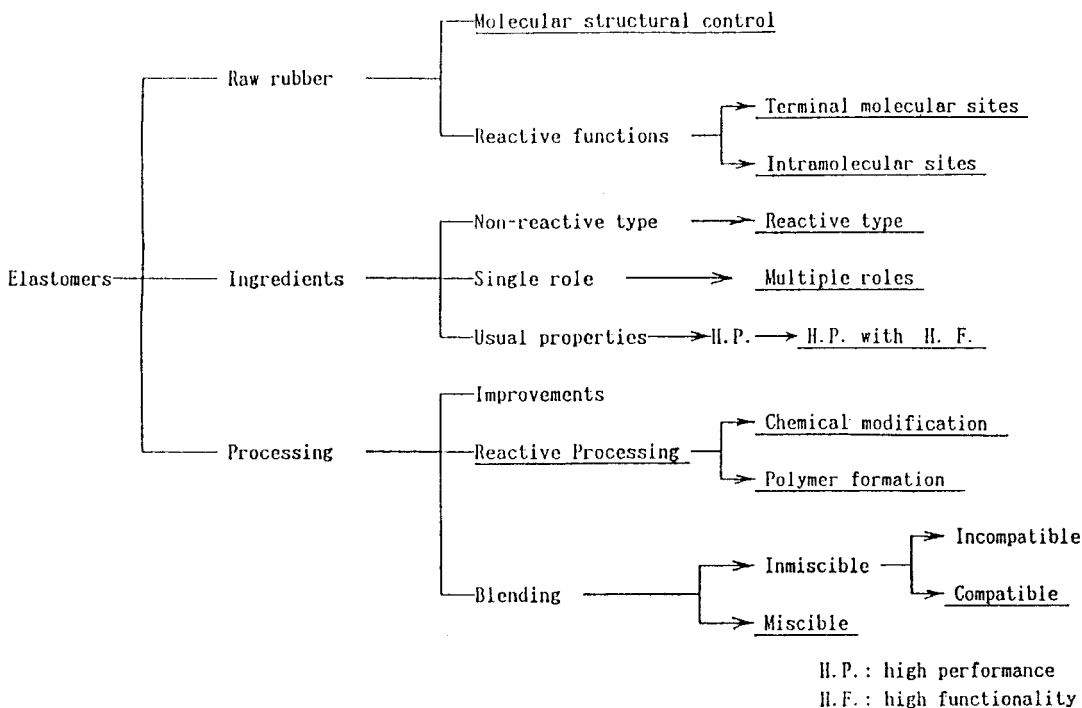 Molecular structural control
Raw rubber
Terminal molecular sites
Reactive functions
Intramolecular sites
Non-reactive type Reactive type
Elastomers Ingredients Single role Multiple roles
Usual properties H.P. H.P. with H. F.
Improvements
Chemical modification
Processing Reactive Processing
Polymer formation
Incompatible
Inmiscible
Blending Compatible
Miscible
H.P.: high performance
H.F.: high functionality